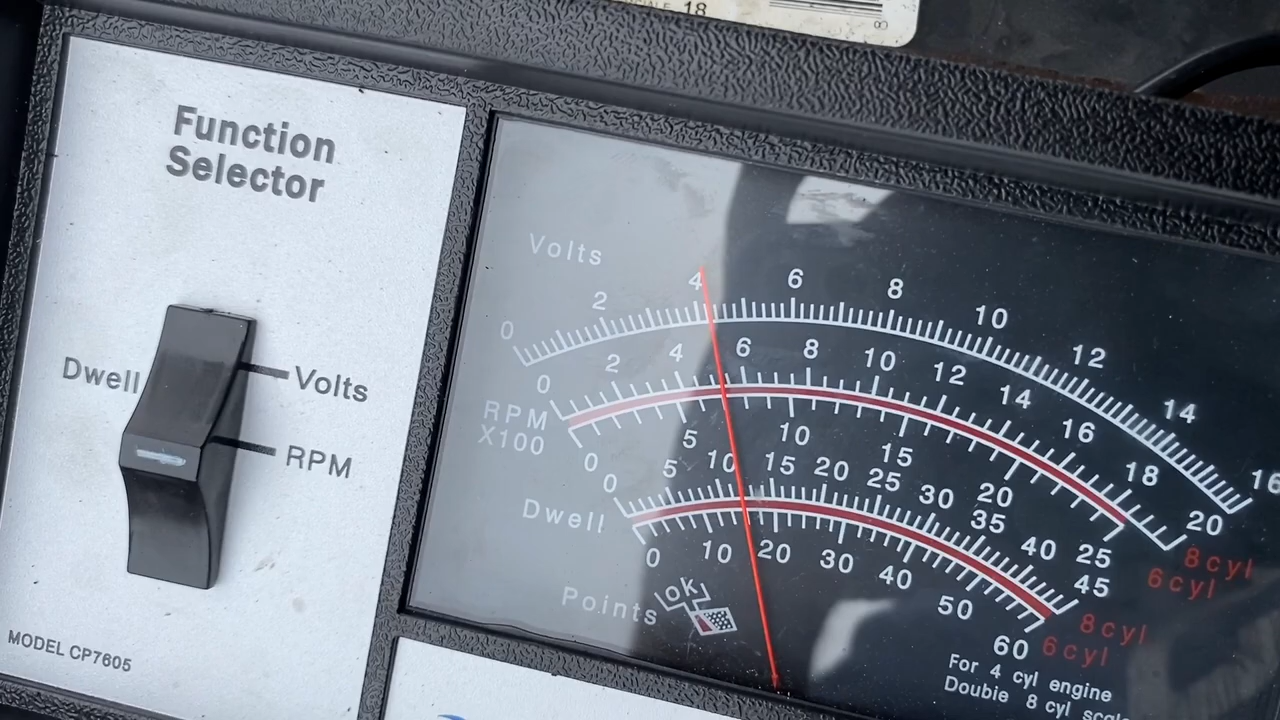 18
Function
Selector
Dwell
Volts
RPM
MODEL CP7605
Volts
0 2 4 6 8 10 12 14 16
0 2 4 6 8 10 12 14 16 18 20 8cyl
RPM
X100
0 5 10 15 20 25 6cyl
0 5 10 15 20 25 30 35 40 45 8cyl
Dwell
0 10 20 30 40 50 60 6cyl
Points
ok
For 4 cyl engine
Double 8 cyl